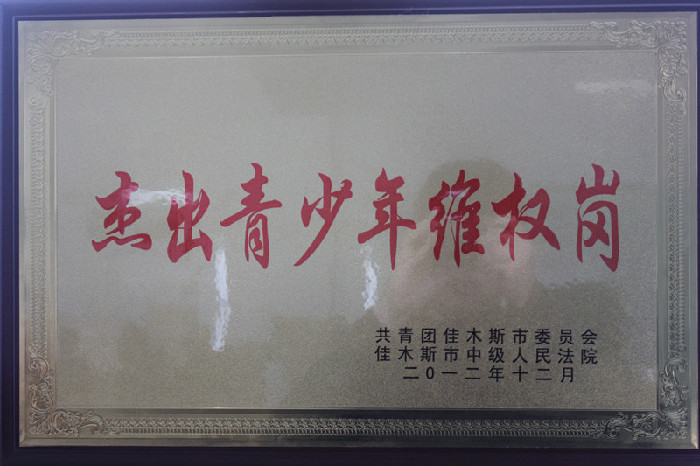 杰出青少年维权岗
共青团佳木斯市委员会
佳木斯市中级人民法院
二0一二年十二月